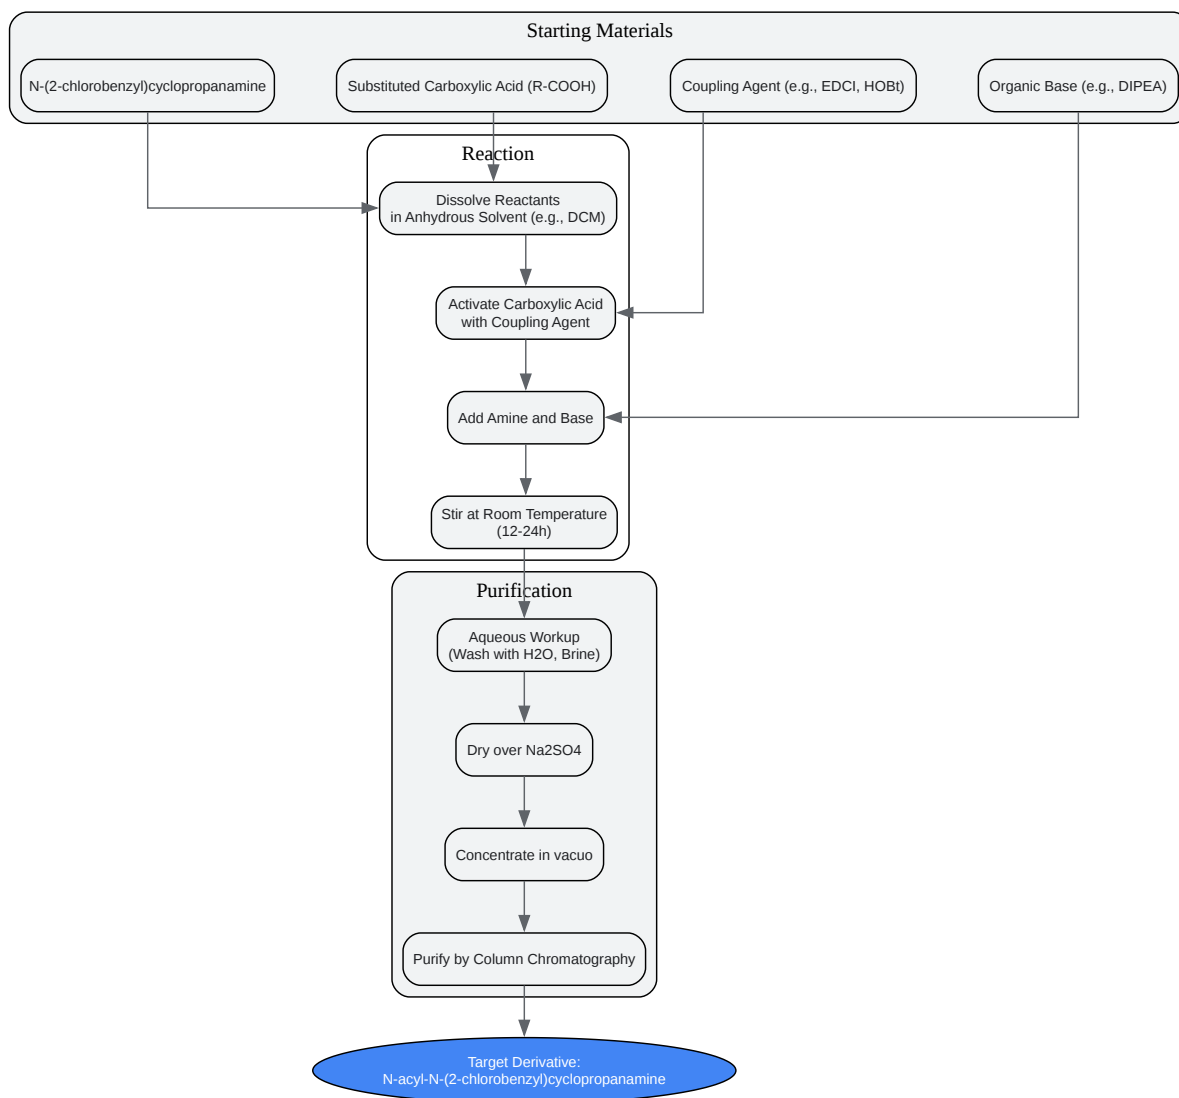 Starting Materials
N-(2-chlorobenzyl)cyclopropanamine
Substituted Carboxylic Acid (R-COOH)
Coupling Agent (e.g., EDCI, HOBt)
Organic Base (e.g., DIPEA)
Reaction
Dissolve Reactants
in Anhydrous Solvent (e.g., DCM)
Activate Carboxylic Acid
with Coupling Agent
Add Amine and Base
Stir at Room Temperature
(12-24h)
Purification
Aqueous Workup
(Wash with H2O, Brine)
Dry over Na2SO4
Concentrate in vacuo
Purify by Column Chromatography
Target Derivative:
N-acyl-N-(2-chlorobenzyl)cyclopropanamine